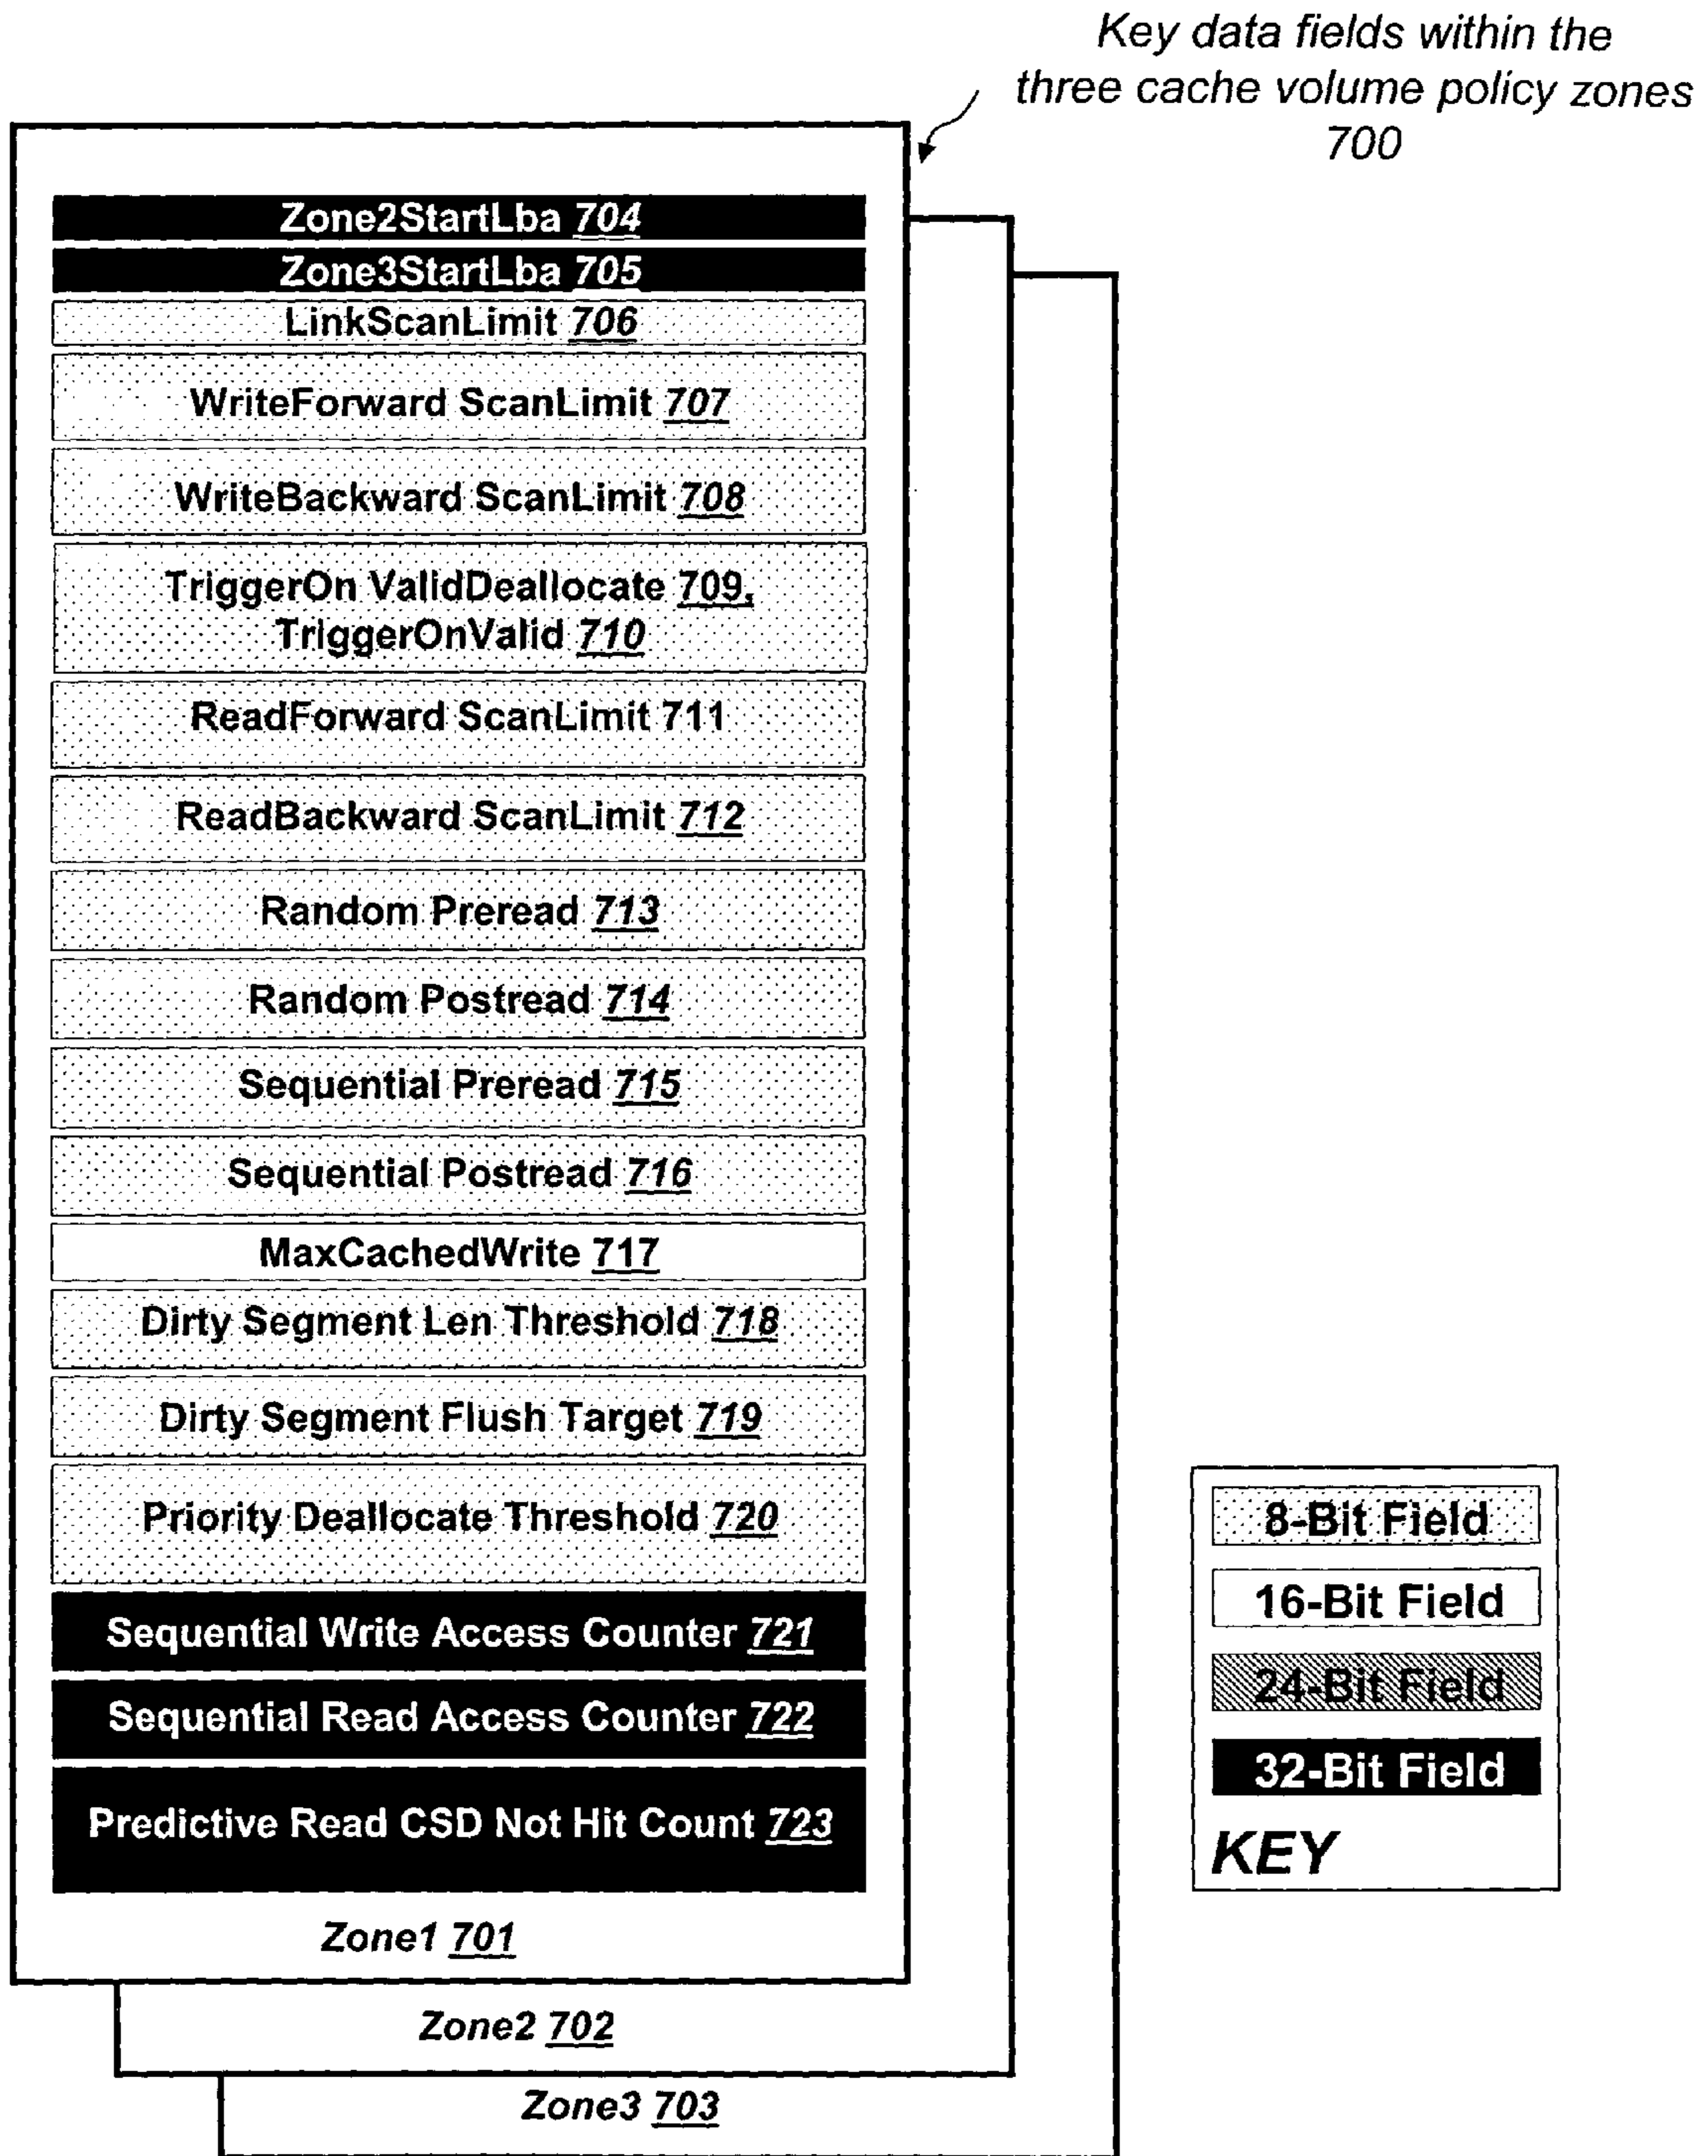 Key data fields within the
three cache volume policy zones
700
Zone2StartLba 704
Zone3StartLba 705
LinkScanLimit 706
WriteForward ScanLimit 707
WriteBackward ScanLimit 708
TriggerOn ValidDeallocate 709,
TriggerOnValid 710
ReadForward ScanLimit 711
ReadBackward ScanLimit 712
Random Preread 713
Random Postread 714
Sequential Preread 715
Sequential Postread 716
MaxCachedWrite 717
Dirty Segment Len Threshold 718
Dirty Segment Flush Target 719
Priority Deallocate Threshold 720
Sequential Write Access Counter 721
Sequential Read Access Counter 722
Predictive Read CSD Not Hit Count 723
Zone1 701
Zone2 702
Zone3 703
8-Bit Field
16-Bit Field
24-Bit Field
32-Bit Field
KEY